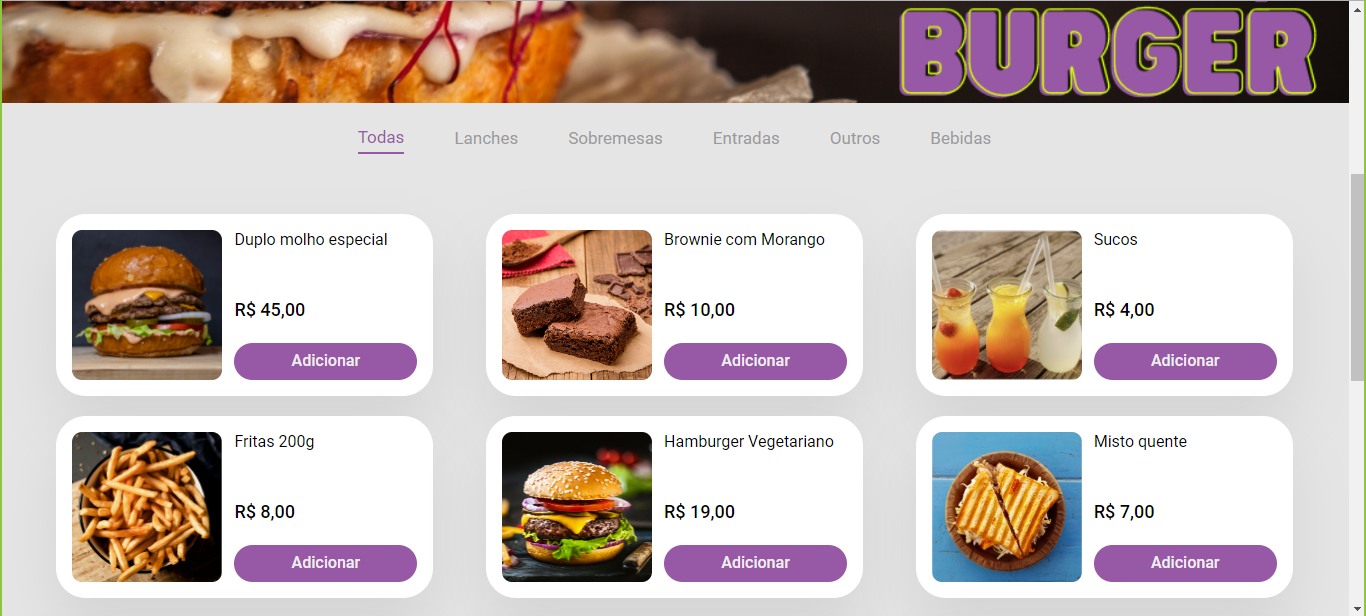 BURGER
Todas Lanches Sobremesas Entradas Outros Bebidas
Duplo molho especial
R$ 45,00
Adicionar
Brownie com Morango
R$ 10,00
Adicionar
Sucos
R$ 4,00
Adicionar
Fritas 200g
R$ 8,00
Adicionar
Hamburger Vegetariano
R$ 19,00
Adicionar
Misto quente
R$ 7,00
Adicionar